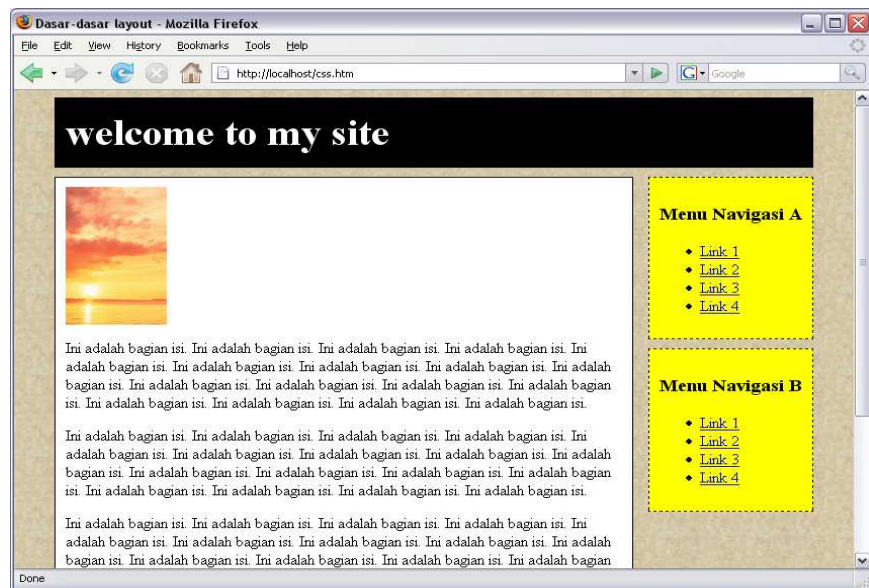 Dasar-dasar layout - Mozilla Firefox
File Edit View History Bookmarks Tools Help
http://localhost/css.htm
G Google
welcome to my site
Ini adalah bagian isi. Ini adalah bagian isi. Ini adalah bagian isi. Ini adalah bagian isi. Ini
adalah bagian isi. Ini adalah bagian isi. Ini adalah bagian isi. Ini adalah bagian isi. Ini adalah
bagian isi. Ini adalah bagian isi. Ini adalah bagian isi. Ini adalah bagian isi. Ini adalah bagian
isi. Ini adalah bagian isi. Ini adalah bagian isi. Ini adalah bagian isi.
Ini adalah bagian isi. Ini adalah bagian isi. Ini adalah bagian isi. Ini adalah bagian isi. Ini
adalah bagian isi. Ini adalah bagian isi. Ini adalah bagian isi. Ini adalah bagian isi. Ini adalah
bagian isi. Ini adalah bagian isi. Ini adalah bagian isi. Ini adalah bagian isi. Ini adalah bagian
isi. Ini adalah bagian isi. Ini adalah bagian isi. Ini adalah bagian isi.
Ini adalah bagian isi. Ini adalah bagian isi. Ini adalah bagian isi. Ini adalah bagian isi. Ini
adalah bagian isi. Ini adalah bagian isi. Ini adalah bagian isi. Ini adalah bagian isi. Ini adalah
bagian isi. Ini adalah bagian isi. Ini adalah bagian isi. Ini adalah bagian isi. Ini adalah bagian
Menu Navigasi A
Link 1
Link 2
Link 3
Link 4
Menu Navigasi B
Link 1
Link 2
Link 3
Link 4
Done